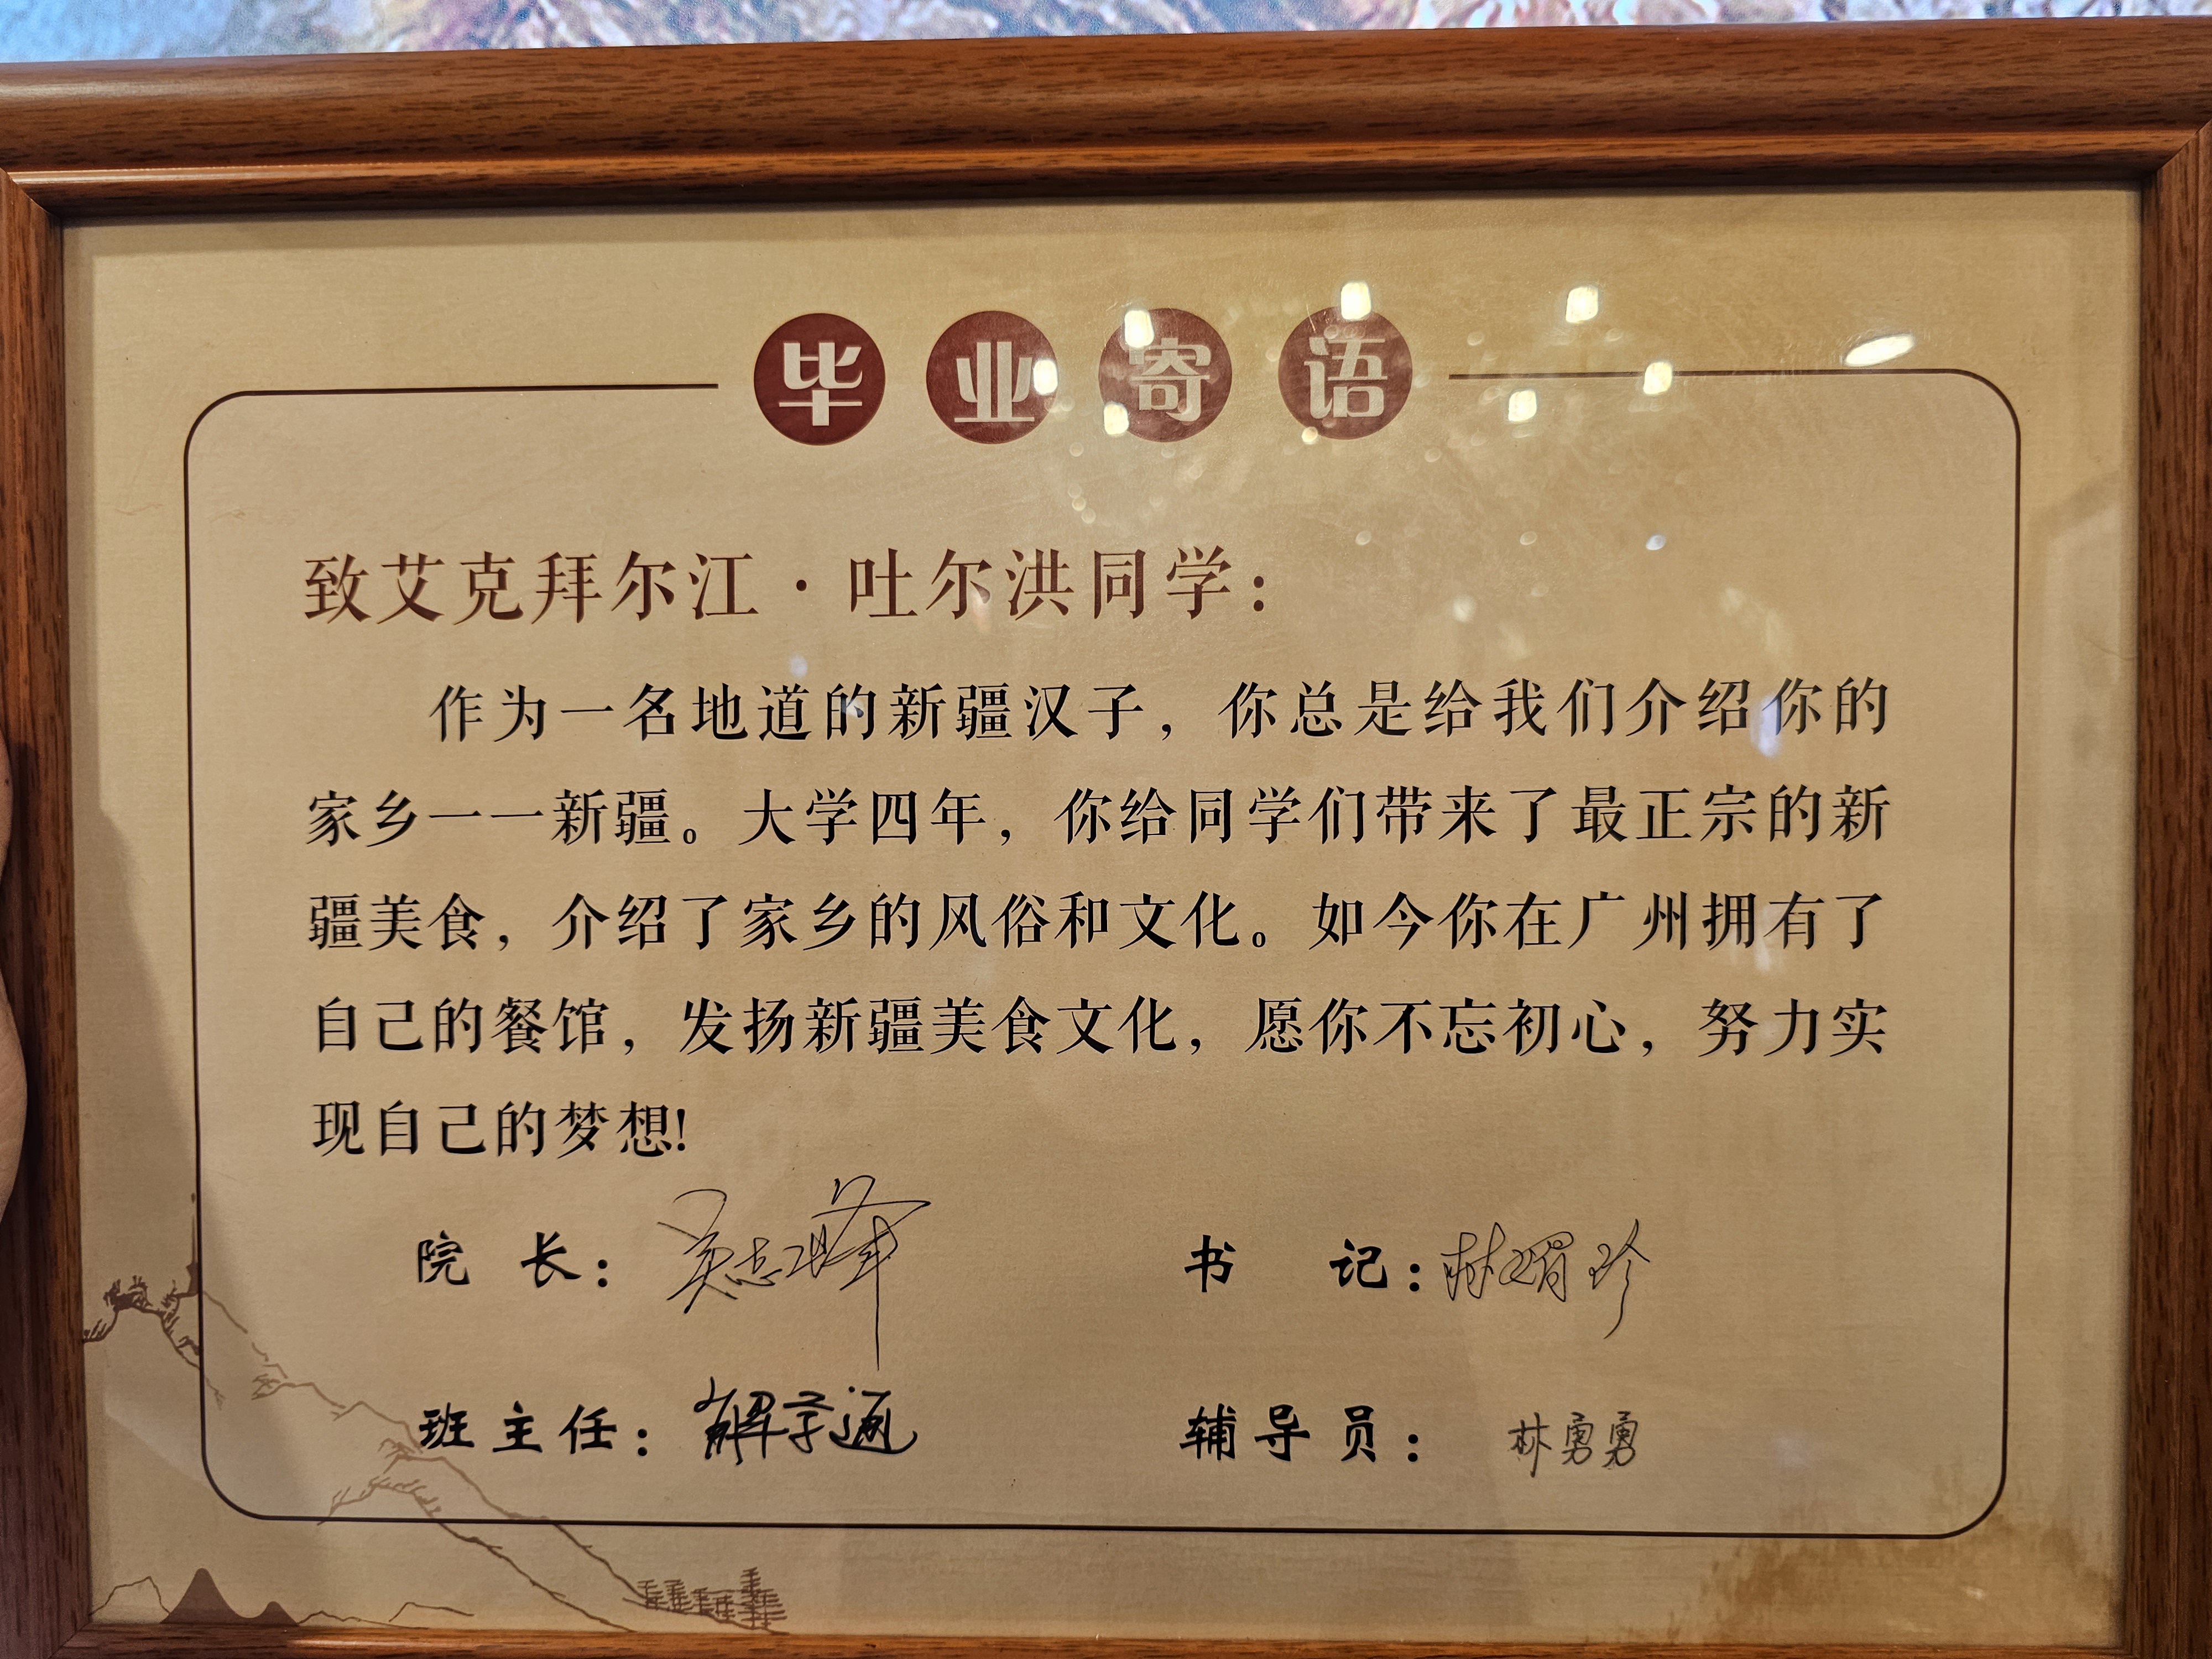 毕业寄语
致艾克拜尔江·吐尔洪同学：
作为一名地道的新疆汉子，你总是给我们介绍你的
家乡一一新疆。大学四年，你给同学们带来了最正宗的新
疆美食，介绍了家乡的风俗和文化。如今你在广州拥有了
自己的餐馆，发扬新疆美食文化，愿你不忘初心，努力实
现自己的梦想!
院长： 书记：
班主任：解学通 辅导员：林勇勇